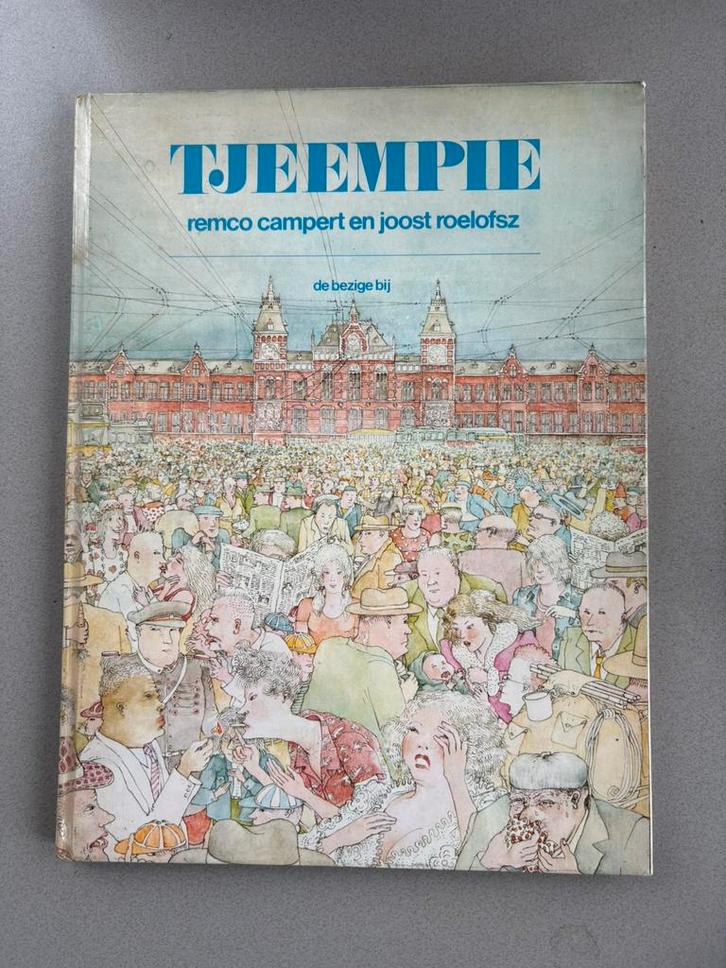 TJEEMPIE
remco campert en joost roelofsz
de bezige bij